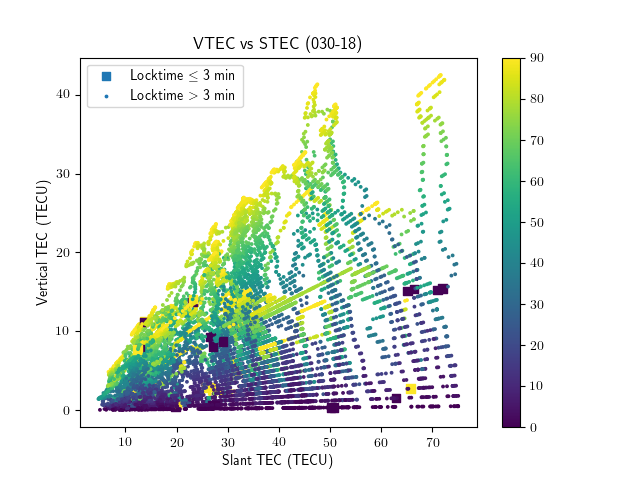 VTEC vs STEC (030-18)
Locktime ≤ 3 min
Locktime > 3 min
Vertical TEC (TECU)
40
30
20
10
0
10 20 30 40 50 60 70
Slant TEC (TECU)
90
80
70
60
50
40
30
20
10
0